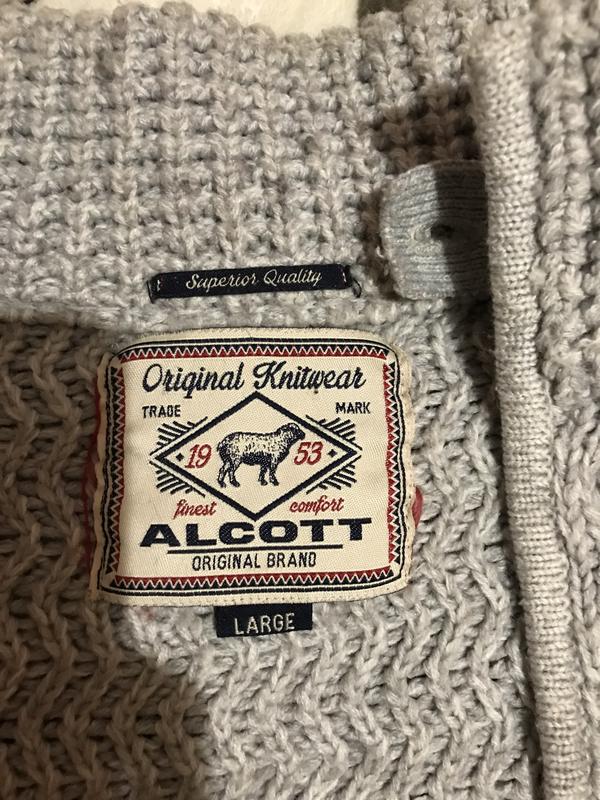 Superior Quality
Original Knitwear
TRADE MARK
19 53
finest comfort
ALCOTT
ORIGINAL BRAND
LARGE